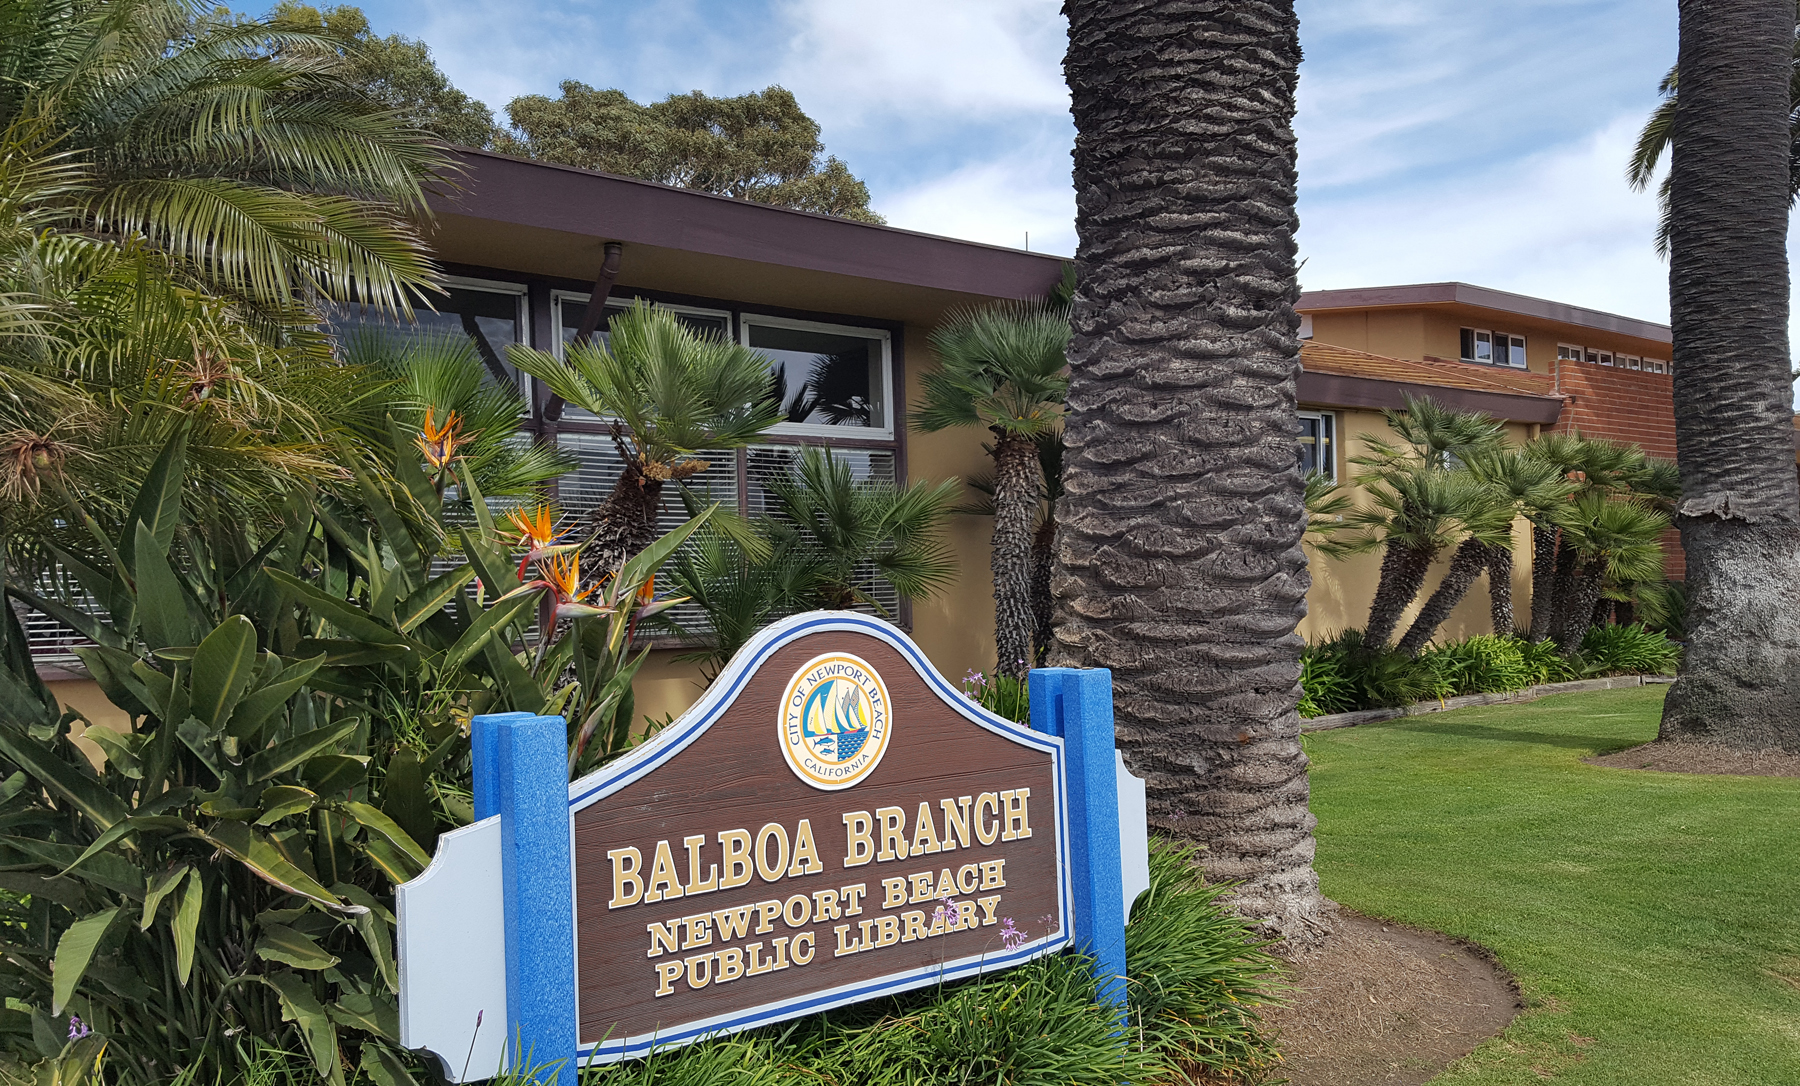 CITY OF NEWPORT BEACH
CALIFORNIA
BALBOA BRANCH
NEWPORT BEACH
PUBLIC LIBRARY